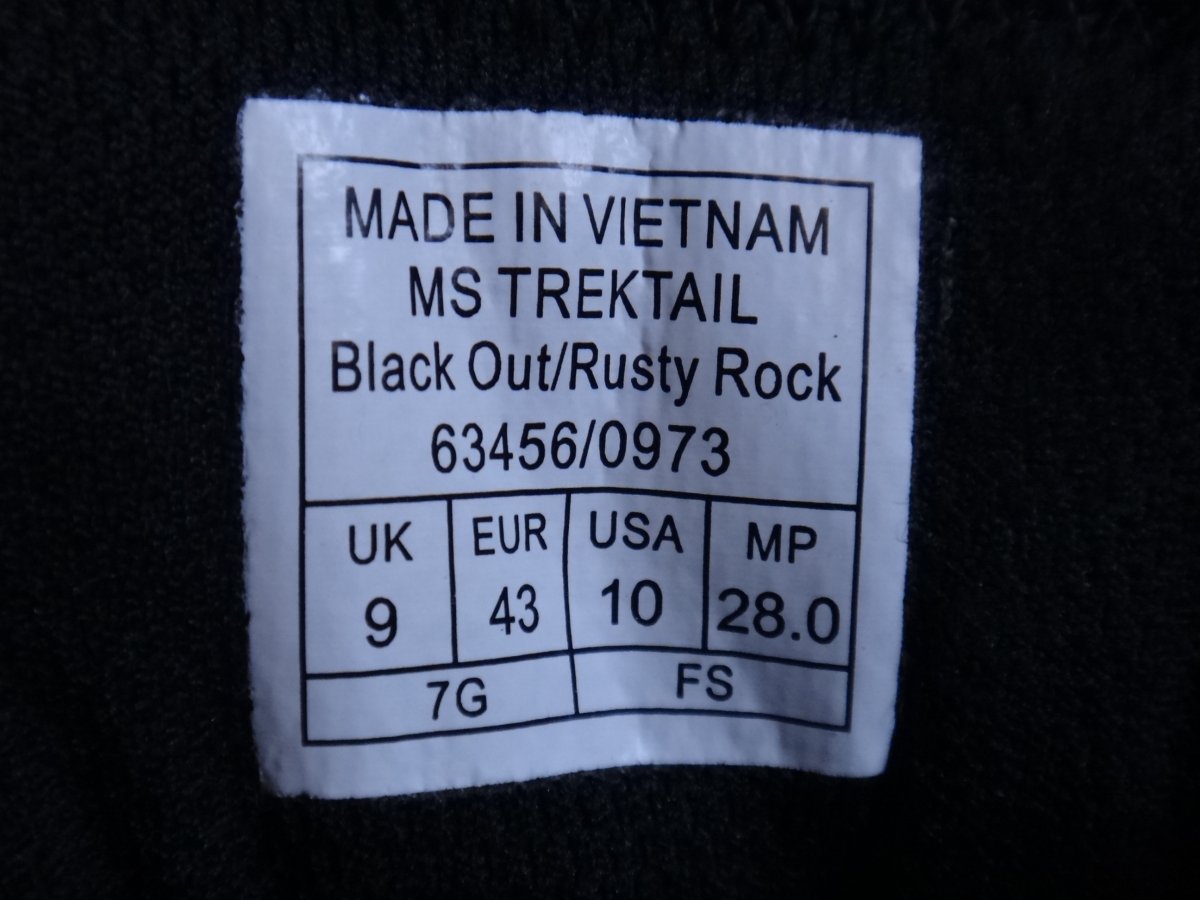 MADE IN VIETNAM
MS TREKTAIL
Black Out/Rusty Rock
63456/0973
UK EUR USA MP
9 43 10 28.0
7G FS